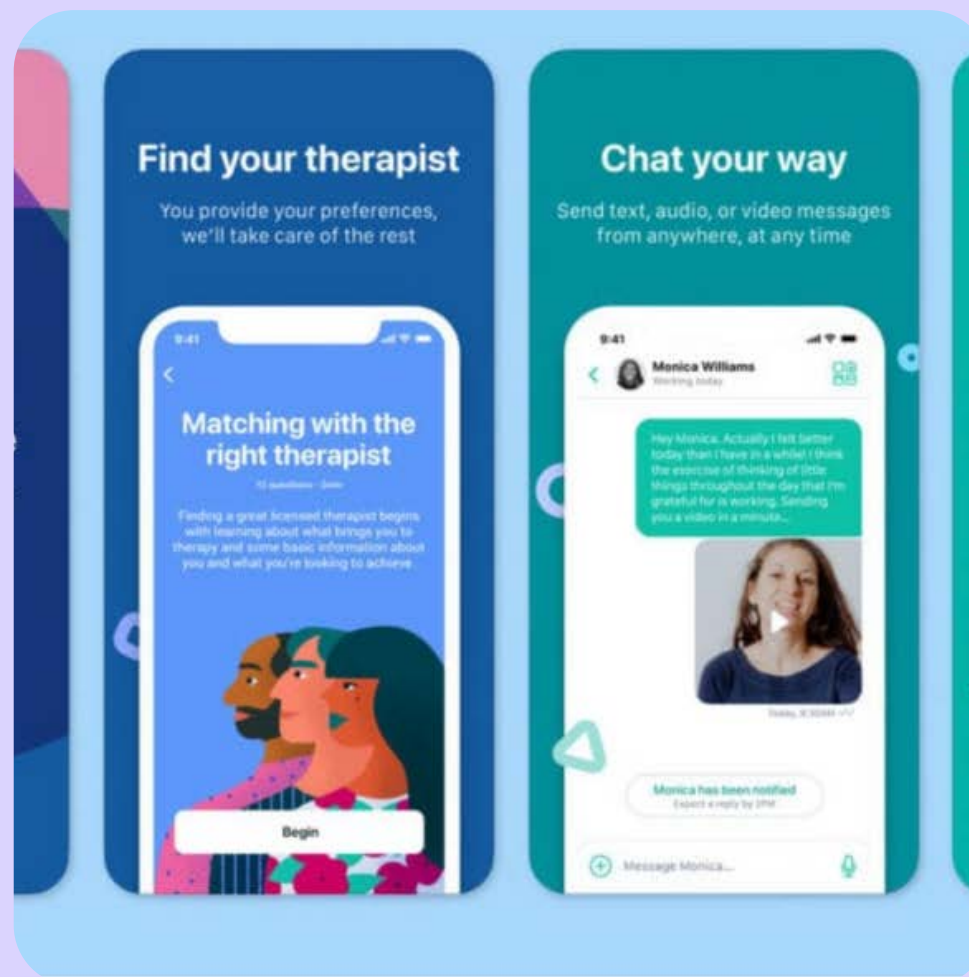 Find your therapist
You provide your preferences,
we'll take care of the rest
9:41
Matching with the
right therapist
Finding a great licensed therapist begins
with learning about what brings you to
therapy and some basic information about
you and what you're looking to achieve
Begin
Chat your way
Send text, audio, or video messages
from anywhere, at any time
9:41
Monica Williams
Working today
Hey Monica. Actually I felt better
today than I have in a while! I think
the exercise of thinking of little
things throughout the day that I'm
grateful for is working. Sending
you a video in a minute...
Monica has been notified
Expect a reply by 2PM
Message Monica...